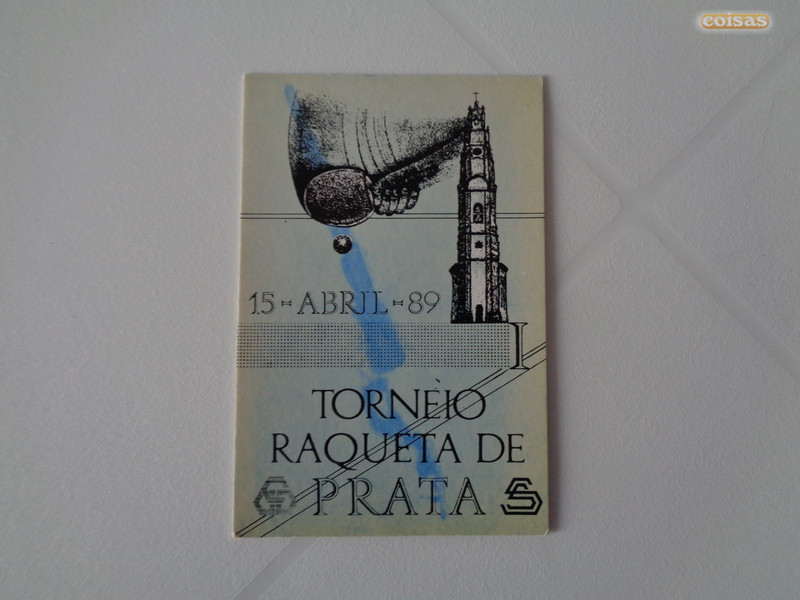 coisas
15-ABRIL-89
I
TORNEIO
RAQUETA DE
PRATA